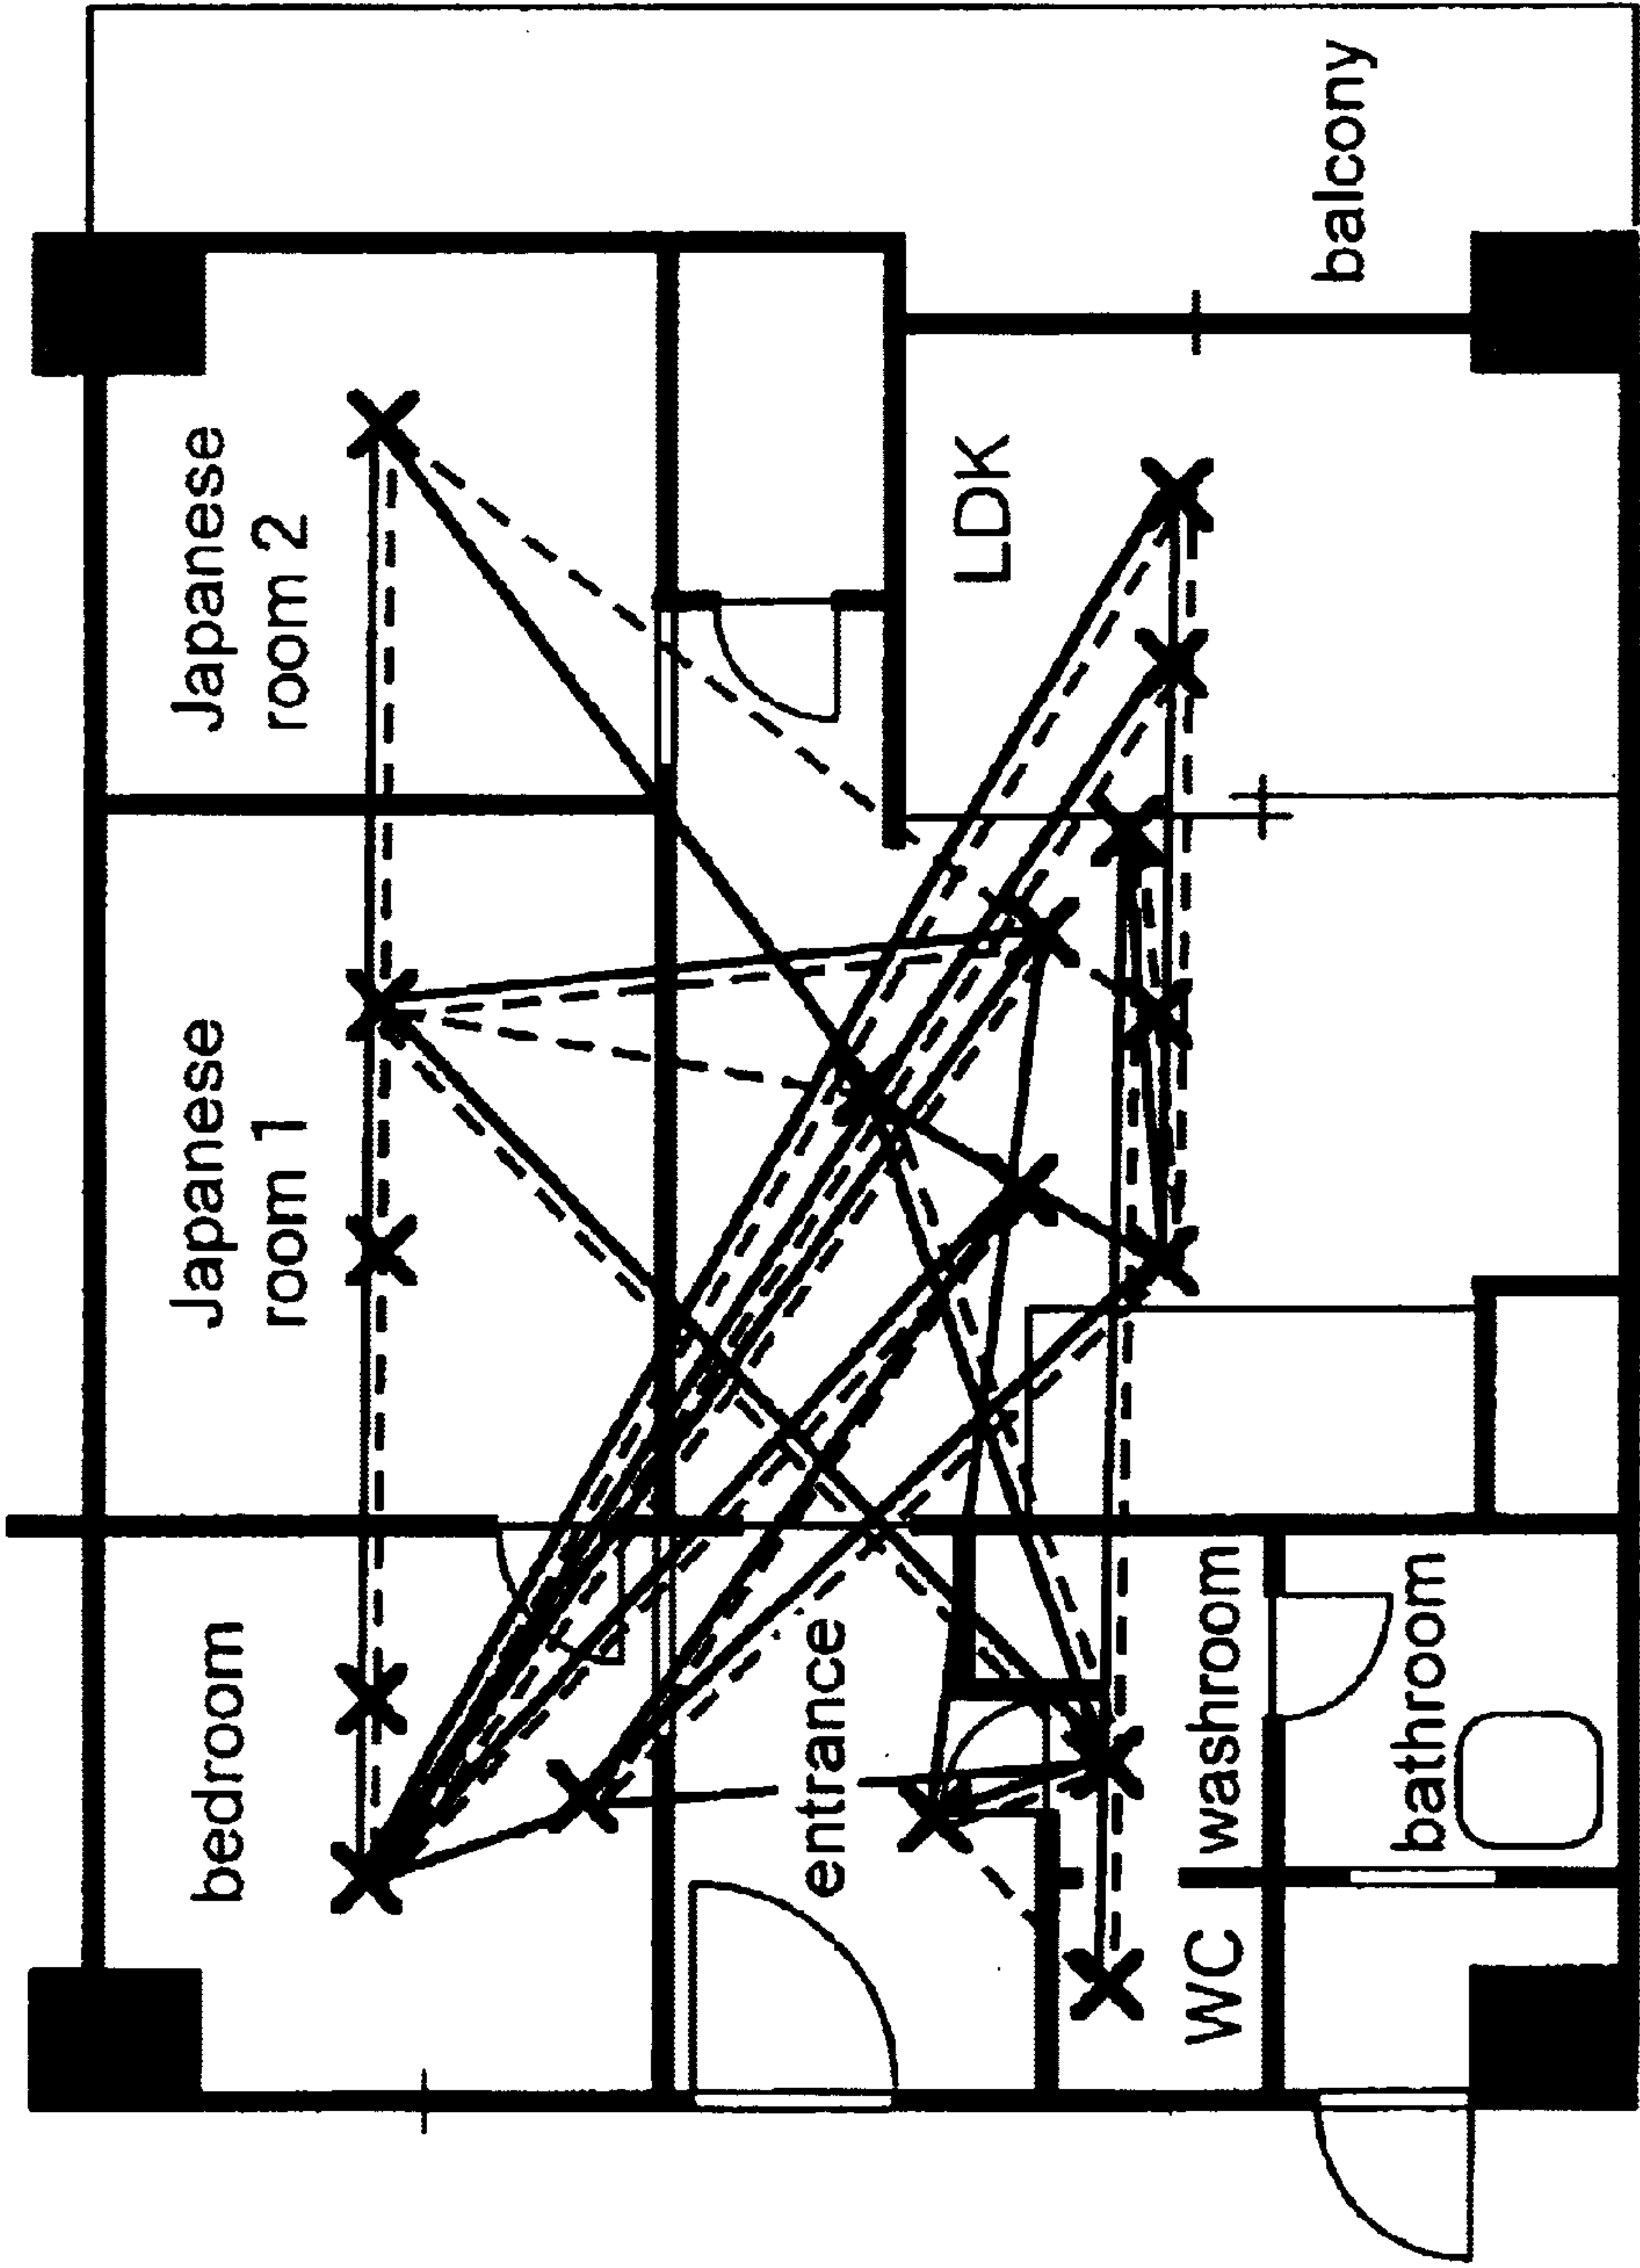 bedroom
Japanese
room 1
Japanese
room 2
entrance
LDK
WC
washroom
bathroom
balcony